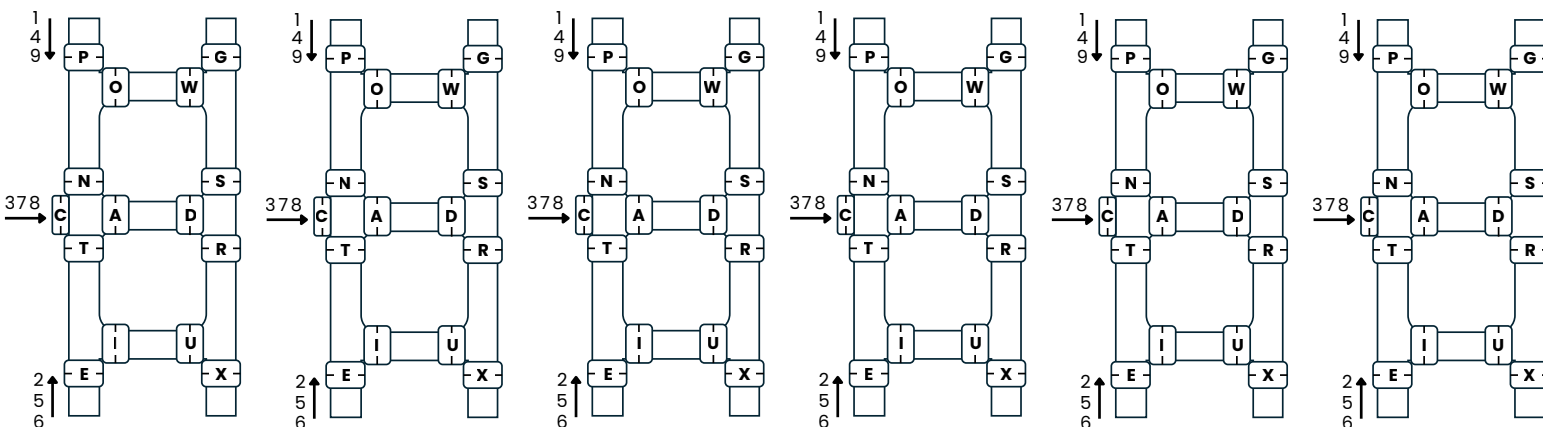 1 1 1 1 1 1
4 4 4 4 4 4
9 P G 9 P G 9 P G 9 P G 9 P G 9 P G
O W O W O W O W O W O W
N S N S N S N S N S N S
378 C A D 378 C A D 378 C A D 378 C A D 378 C A D 378 C A D
T R T R T R T R T R T R
I U I U I U I U I U I U
2 E X 2 E X 2 E X 2 E X 2 E X 2 E X
5 5 5 5 5 5
6 6 6 6 6 6